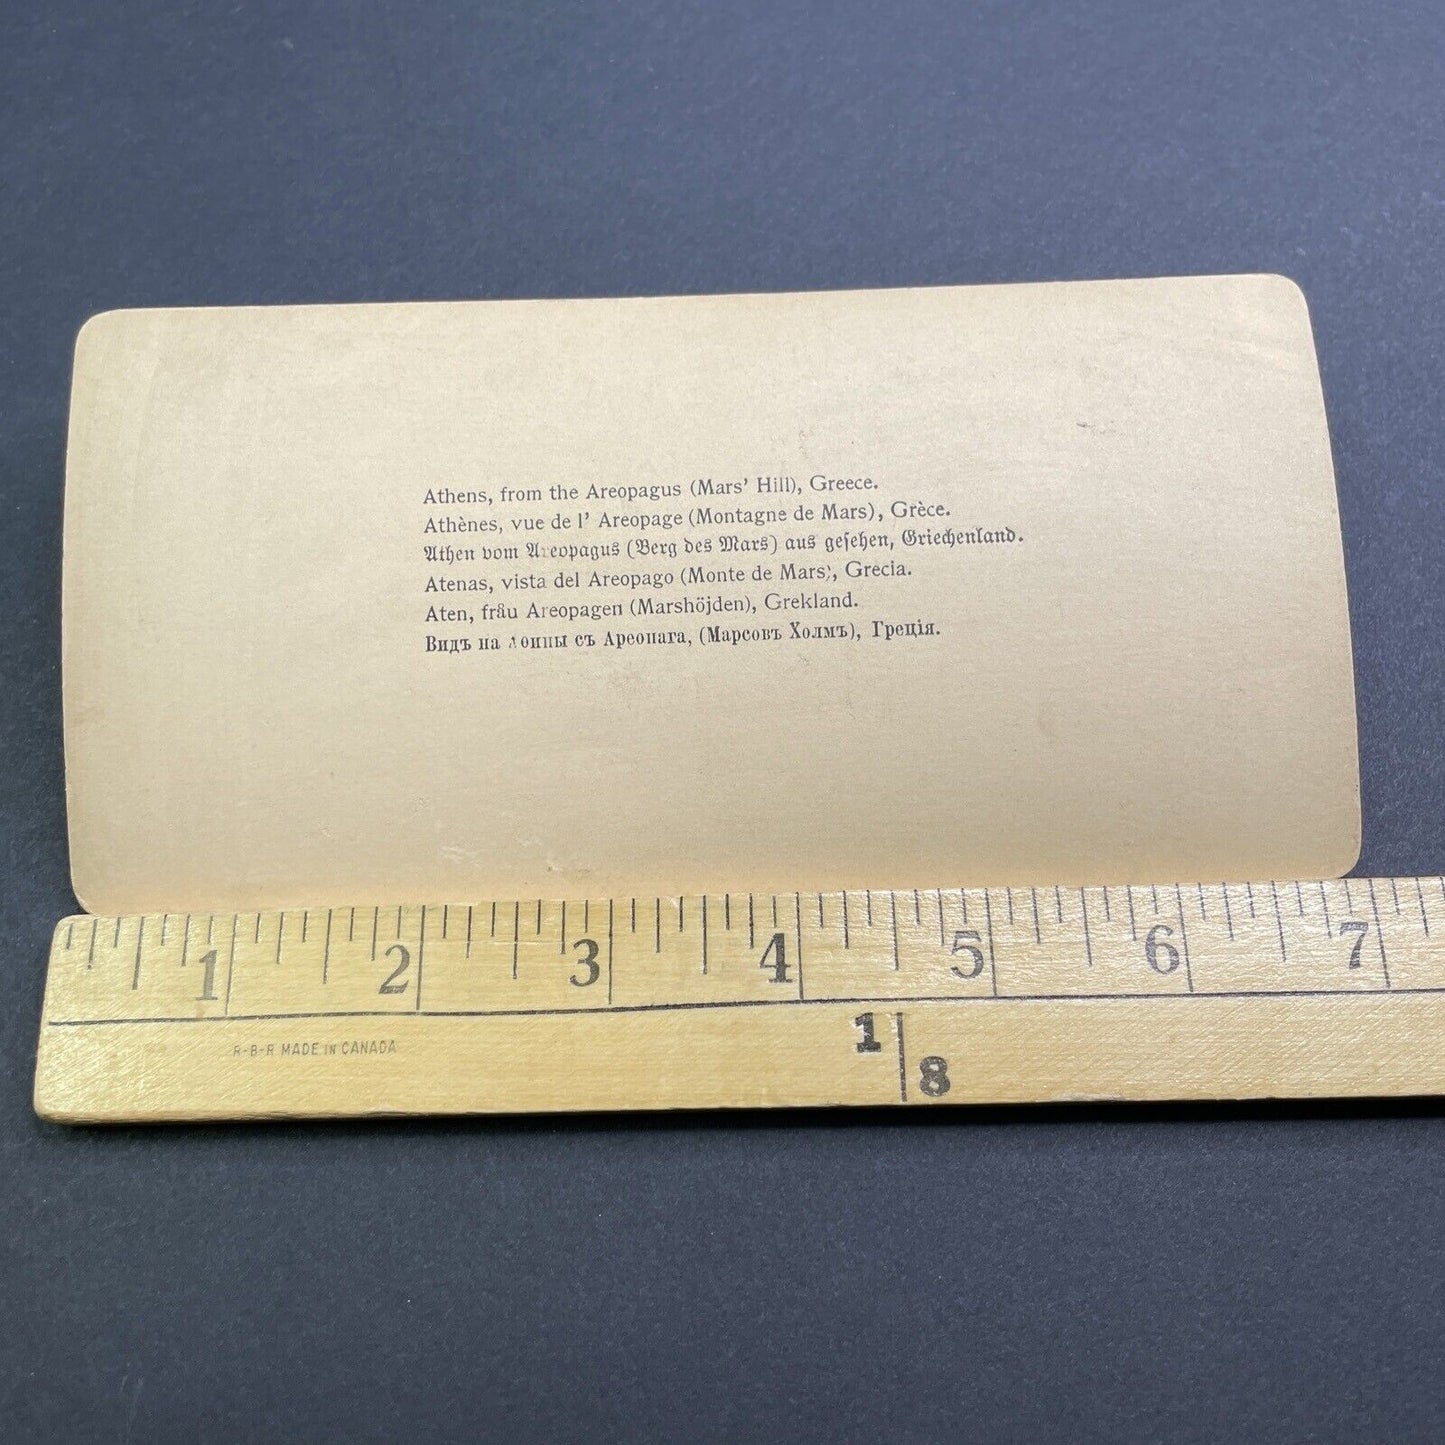 Athens, from the Areopagus (Mars' Hill), Greece.
Athènes, vue de l' Areopage (Montagne de Mars), Grèce.
Athen vom Areopagus (Berg des Mars) aus gesehen, Griechenland.
Atenas, vista del Areopago (Monte de Mars), Grecia.
Aten, frău Areopagen (Marshöjden), Grekland.
Видъ на Аѳины съ Ареопага, (Марсовъ Холмъ), Греція.
1 2 3 4 5 6 7
R-B-R MADE IN CANADA
1 8